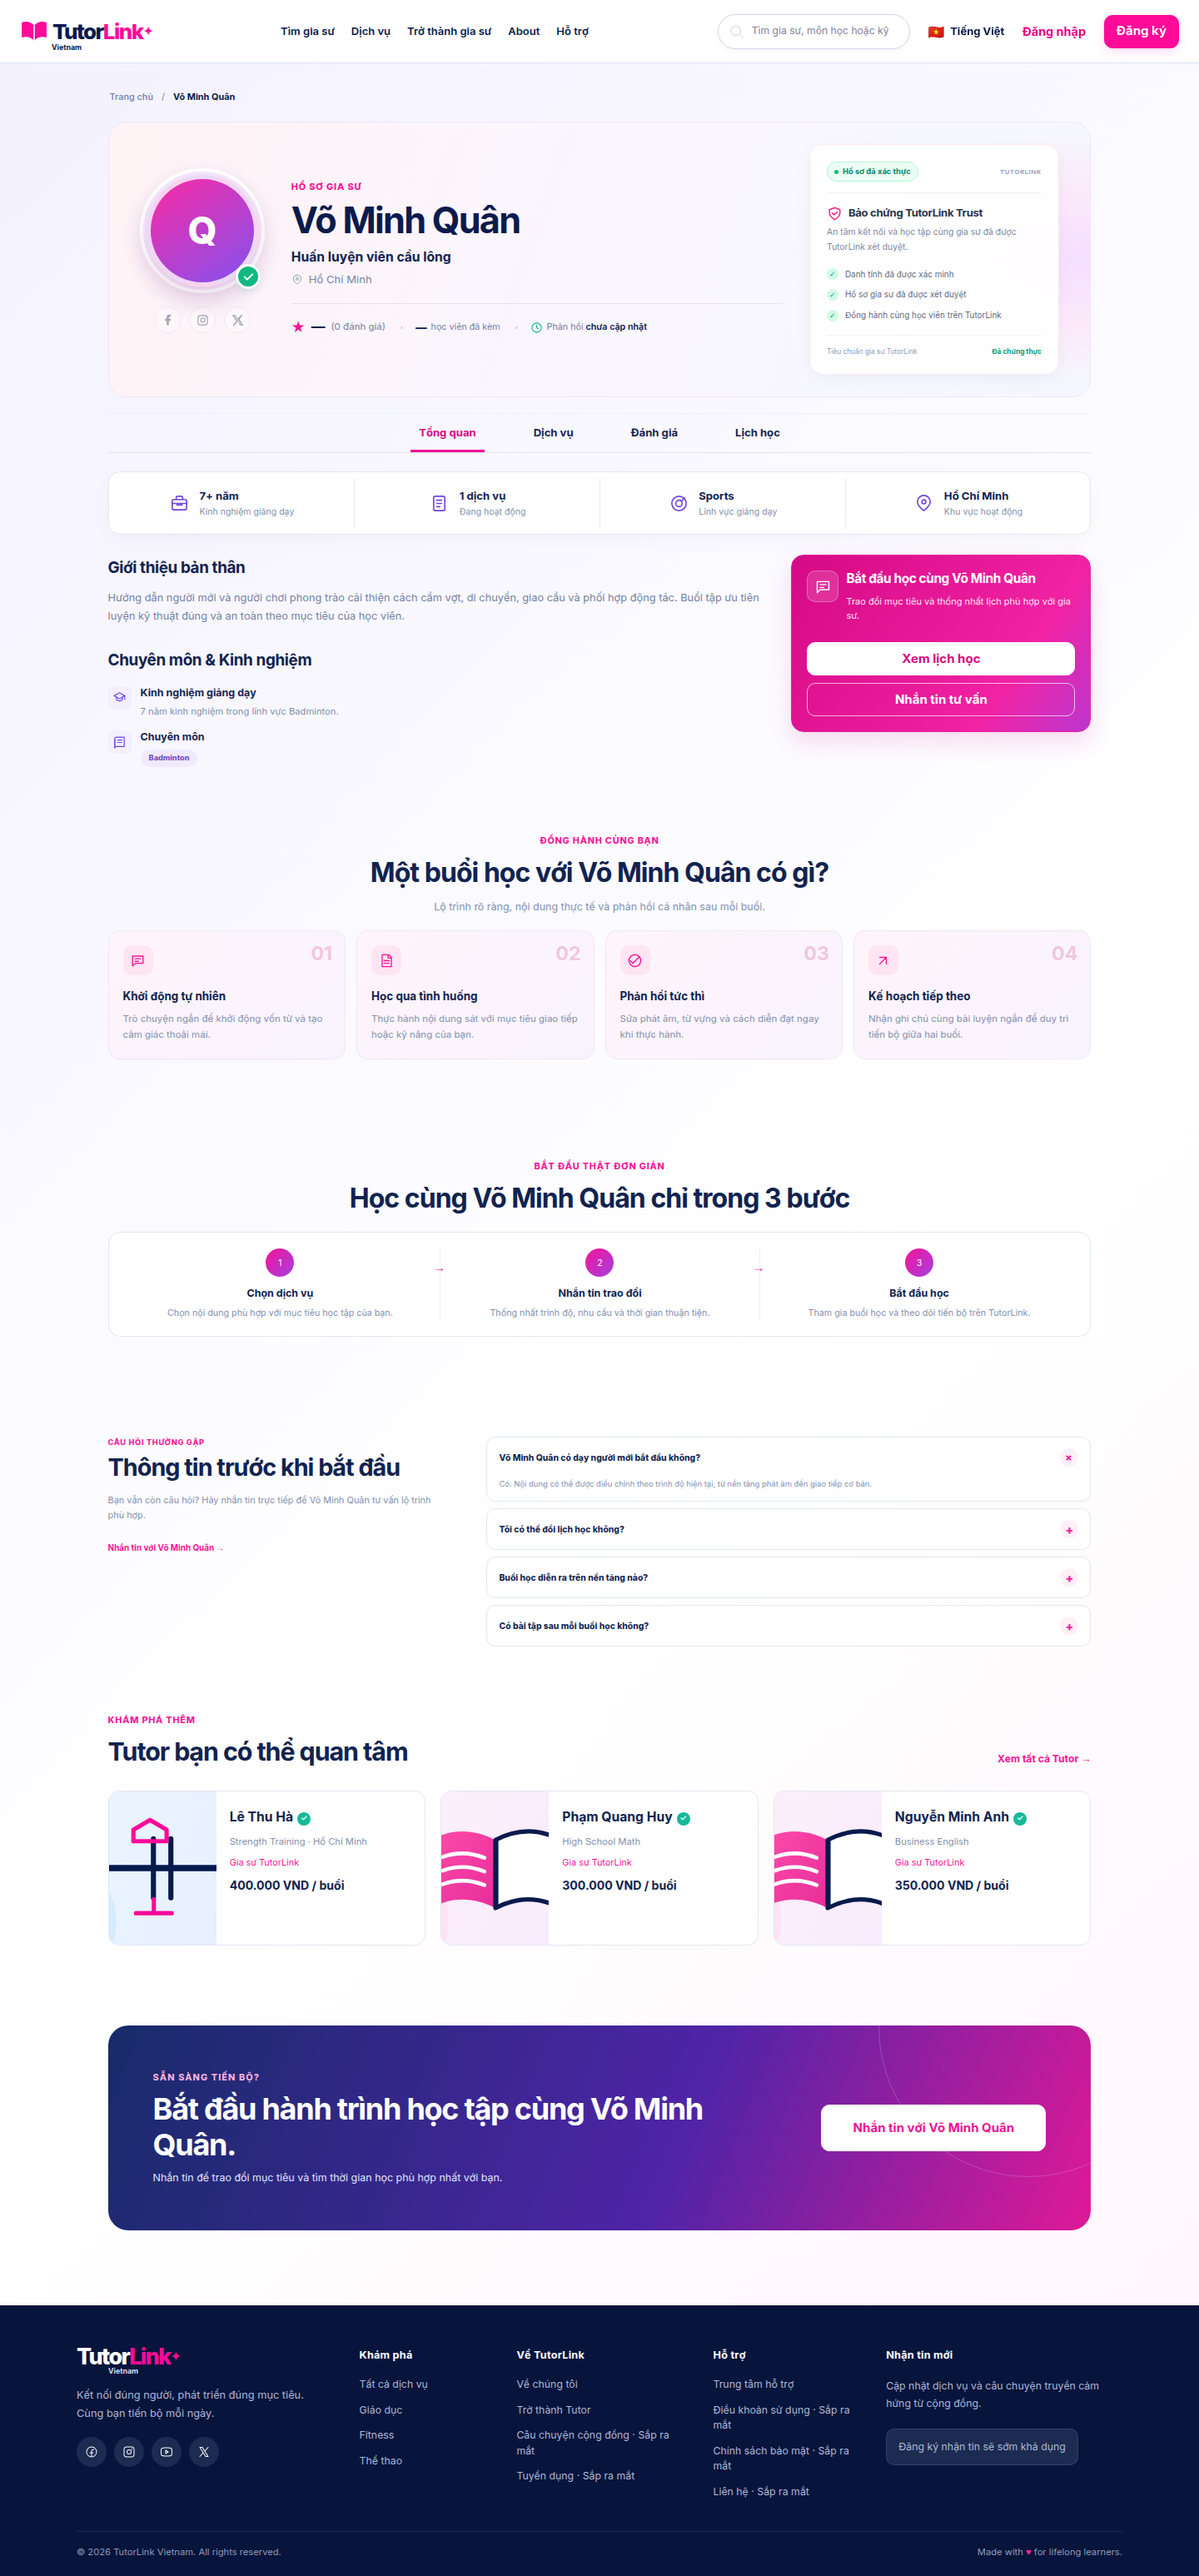 TutorLink
Vietnam
Tìm gia sư Dịch vụ Trở thành gia sư About Hỗ trợ
Tìm gia sư, môn học hoặc kỹ
Tiếng Việt
Đăng nhập
Đăng ký
Trang chủ / Võ Minh Quân
HỒ SƠ GIA SƯ
Q
Võ Minh Quân
Huấn luyện viên cầu lông
Hồ Chí Minh
— (0 đánh giá) • — học viên đã kèm • Phản hồi chưa cập nhật
Hồ sơ đã xác thực
TUTORLINK
Bảo chứng TutorLink Trust
An tâm kết nối và học tập cùng gia sư đã được
TutorLink xét duyệt.
Danh tính đã được xác minh
Hồ sơ gia sư đã được xét duyệt
Đồng hành cùng học viên trên TutorLink
Tiêu chuẩn gia sư TutorLink
Đã chứng thực
Tổng quan Dịch vụ Đánh giá Lịch học
7+ năm
Kinh nghiệm giảng dạy
1 dịch vụ
Đang hoạt động
Sports
Lĩnh vực giảng dạy
Hồ Chí Minh
Khu vực hoạt động
Giới thiệu bản thân
Hướng dẫn người mới và người chơi phong trào cải thiện cách cầm vợt, di chuyển, giao cầu và phối hợp động tác. Buổi tập ưu tiên
luyện kỹ thuật đúng và an toàn theo mục tiêu của học viên.
Chuyên môn & Kinh nghiệm
Kinh nghiệm giảng dạy
7 năm kinh nghiệm trong lĩnh vực Badminton.
Chuyên môn
Badminton
Bắt đầu học cùng Võ Minh Quân
Trao đổi mục tiêu và thống nhất lịch phù hợp với gia
sư.
Xem lịch học
Nhắn tin tư vấn
ĐỒNG HÀNH CÙNG BẠN
Một buổi học với Võ Minh Quân có gì?
Lộ trình rõ ràng, nội dung thực tế và phản hồi cá nhân sau mỗi buổi.
01
Khởi động tự nhiên
Trò chuyện ngắn để khởi động vốn từ và tạo
cảm giác thoải mái.
02
Học qua tình huống
Thực hành nội dung sát với mục tiêu giao tiếp
hoặc kỹ năng của bạn.
03
Phản hồi tức thì
Sửa phát âm, từ vựng và cách diễn đạt ngay
khi thực hành.
04
Kế hoạch tiếp theo
Nhận ghi chú cùng bài luyện ngắn để duy trì
tiến bộ giữa hai buổi.
BẮT ĐẦU THẬT ĐƠN GIẢN
Học cùng Võ Minh Quân chỉ trong 3 bước
1
Chọn dịch vụ
Chọn nội dung phù hợp với mục tiêu học tập của bạn.
→
2
Nhắn tin trao đổi
Thống nhất trình độ, nhu cầu và thời gian thuận tiện.
→
3
Bắt đầu học
Tham gia buổi học và theo dõi tiến bộ trên TutorLink.
CÂU HỎI THƯỜNG GẶP
Thông tin trước khi bắt đầu
Bạn vẫn còn câu hỏi? Hãy nhắn tin trực tiếp để Võ Minh Quân tư vấn lộ trình
phù hợp.
Nhắn tin với Võ Minh Quân →
Võ Minh Quân có dạy người mới bắt đầu không?
Có. Nội dung có thể được điều chỉnh theo trình độ hiện tại, từ nền tảng phát âm đến giao tiếp cơ bản.
Tôi có thể đổi lịch học không?
+
Buổi học diễn ra trên nền tảng nào?
+
Có bài tập sau mỗi buổi học không?
+
KHÁM PHÁ THÊM
Tutor bạn có thể quan tâm
Xem tất cả Tutor →
Lê Thu Hà
Strength Training · Hồ Chí Minh
Gia sư TutorLink
400.000 VND / buổi
Phạm Quang Huy
High School Math
Gia sư TutorLink
300.000 VND / buổi
Nguyễn Minh Anh
Business English
Gia sư TutorLink
350.000 VND / buổi
SẴN SÀNG TIẾN BỘ?
Bắt đầu hành trình học tập cùng Võ Minh
Quân.
Nhắn tin để trao đổi mục tiêu và tìm thời gian học phù hợp nhất với bạn.
Nhắn tin với Võ Minh Quân
TutorLink
Vietnam
Kết nối đúng người, phát triển đúng mục tiêu.
Cùng bạn tiến bộ mỗi ngày.
Khám phá
Tất cả dịch vụ
Giáo dục
Fitness
Thể thao
Về TutorLink
Về chúng tôi
Trở thành Tutor
Câu chuyện cộng đồng · Sắp ra
mắt
Tuyển dụng · Sắp ra mắt
Hỗ trợ
Trung tâm hỗ trợ
Điều khoản sử dụng · Sắp ra
mắt
Chính sách bảo mật · Sắp ra
mắt
Liên hệ · Sắp ra mắt
Nhận tin mới
Cập nhật dịch vụ và câu chuyện truyền cảm
hứng từ cộng đồng.
Đăng ký nhận tin sẽ sớm khả dụng
© 2026 TutorLink Vietnam. All rights reserved.
Made with ♥ for lifelong learners.